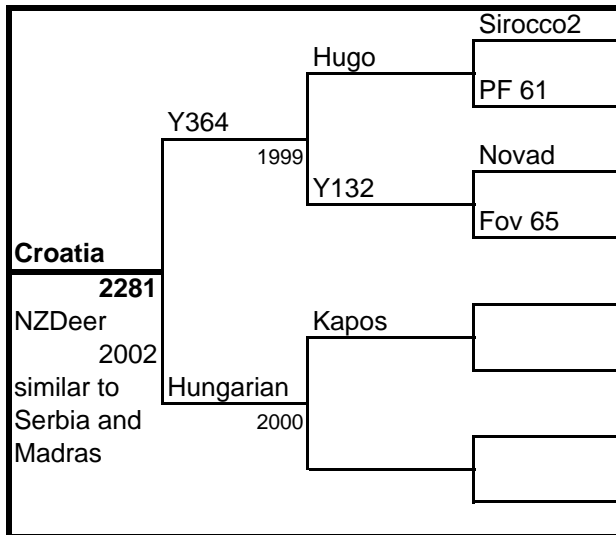 Sirocco2
Hugo
PF 61
Y364
1999
Novad
Y132
Fov 65
Croatia
2281
NZDeer
Kapos
2002
similar to
Hungarian
Serbia and
2000
Madras